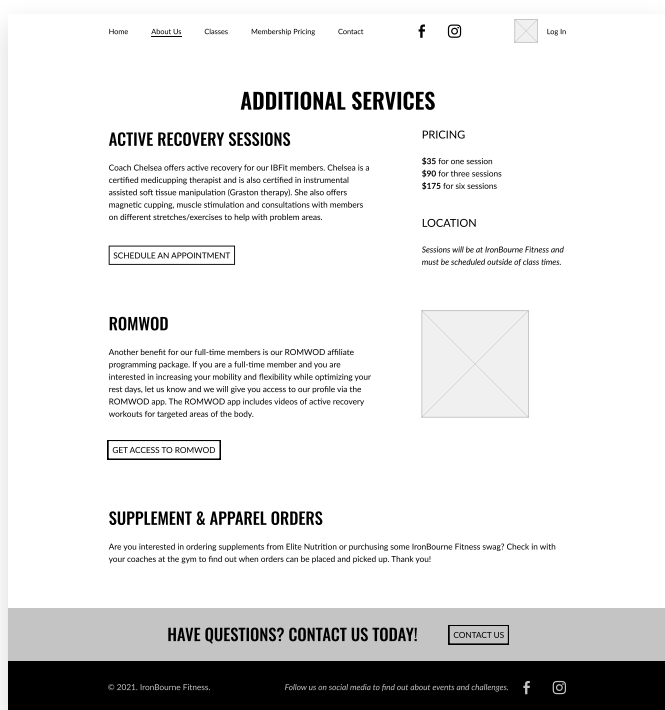 Home About Us Classes Membership Pricing Contact Log In
ADDITIONAL SERVICES
ACTIVE RECOVERY SESSIONS
Coach Chelsea offers active recovery for our IBFit members. Chelsea is a
certified medicupping therapist and is also certified in instrumental
assisted soft tissue manipulation (Graston therapy). She also offers
magnetic cupping, muscle stimulation and consultations with members
on different stretches/exercises to help with problem areas.
SCHEDULE AN APPOINTMENT
PRICING
$35 for one session
$90 for three sessions
$175 for six sessions
LOCATION
Sessions will be at IronBourne Fitness and
must be scheduled outside of class times.
ROMWOD
Another benefit for our full-time members is our ROMWOD affiliate
programming package. If you are a full-time member and you are
interested in increasing your mobility and flexibility while optimizing your
rest days, let us know and we will give you access to our profile via the
ROMWOD app. The ROMWOD app includes videos of active recovery
workouts for targeted areas of the body.
GET ACCESS TO ROMWOD
SUPPLEMENT & APPAREL ORDERS
Are you interested in ordering supplements from Elite Nutrition or purchusing some IronBourne Fitness swag? Check in with
your coaches at the gym to find out when orders can be placed and picked up. Thank you!
HAVE QUESTIONS? CONTACT US TODAY!
CONTACT US
© 2021. IronBourne Fitness.
Follow us on social media to find out about events and challenges.